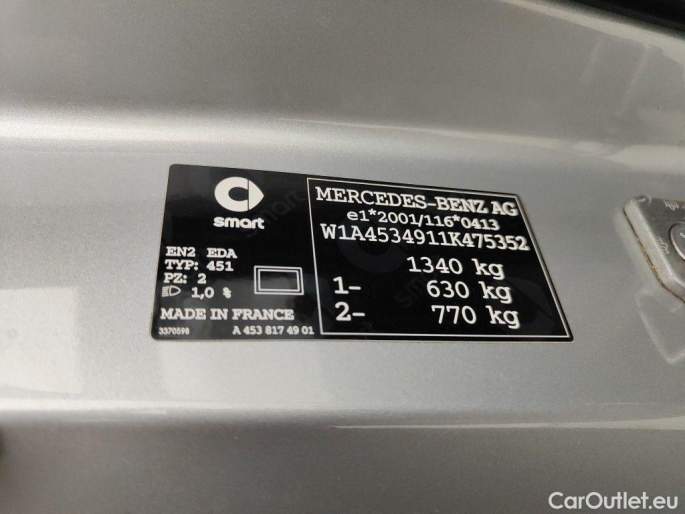 smart
EN2 EDA
TYP: 451
PZ: 2
1,0 %
MADE IN FRANCE
3370598
A 453 817 49 01
MERCEDES-BENZ AG
e1*2001/116*0413
W1A4534911K475352
1340 kg
1- 630 kg
2- 770 kg
CarOutlet.eu